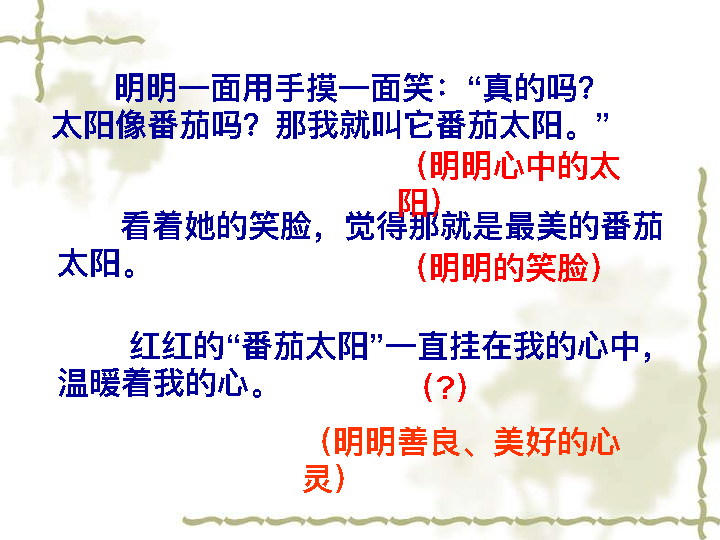 明明一面用手摸一面笑：“真的吗？
太阳像番茄吗？那我就叫它番茄太阳。”
（明明心中的太
阳）
看着她的笑脸，觉得那就是最美的番茄
太阳。
（明明的笑脸）
红红的“番茄太阳”一直挂在我的心中，
温暖着我的心。
（?）
（明明善良、美好的心
灵）